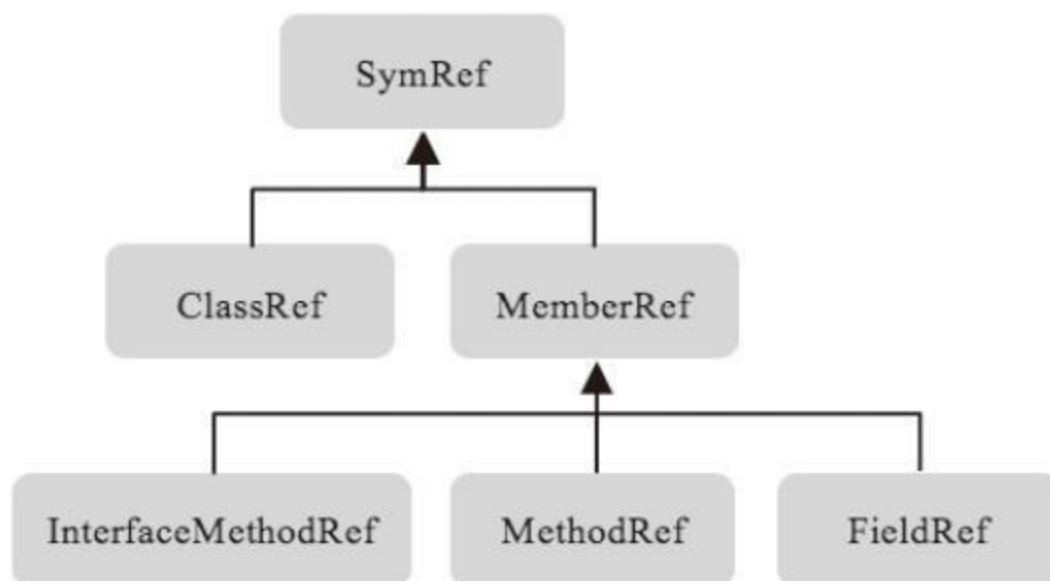 SymRef
ClassRef
MemberRef
InterfaceMethodRef
MethodRef
FieldRef